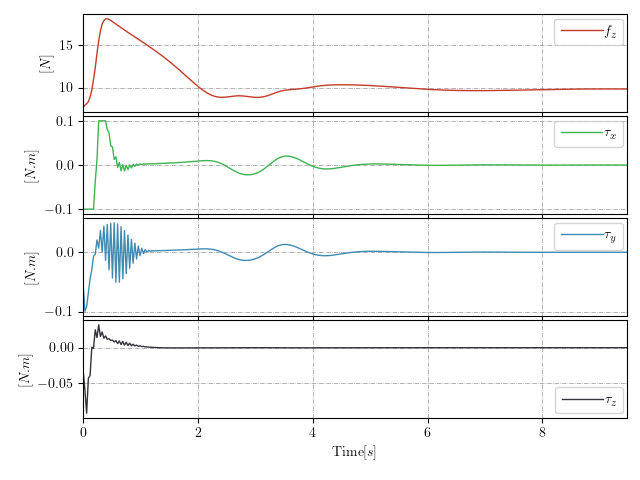 [N]
15
10
f_z
[N.m]
0.1
0.0
−0.1
τ_x
[N.m]
0.0
−0.1
τ_y
[N.m]
0.00
−0.05
τ_z
0 2 4 6 8
Time[s]